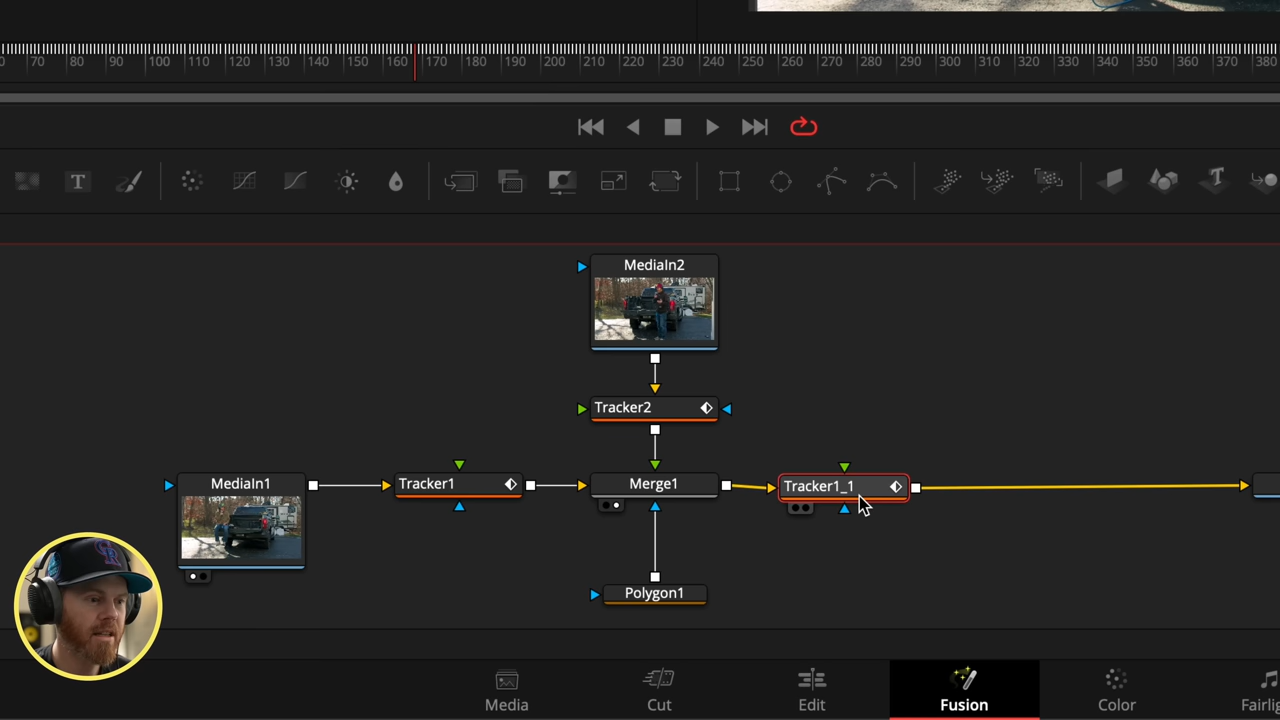 70 80 90 100 110 120 130 140 150 160 170 180 190 200 210 220 230 240 250 260 270 280 290 300 310 320 330 340 350 360 370 380
T
T
MediaIn2
Tracker2
MediaIn1
Tracker1
Merge1
Tracker1_1
Polygon1
Media
Cut
Edit
Fusion
Color
Fairlig